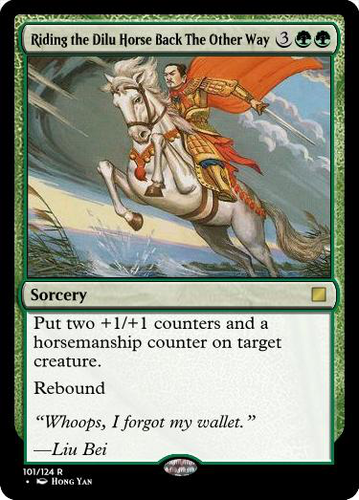 Riding the Dilu Horse Back The Other Way 3
Sorcery
Put two +1/+1 counters and a
horsemanship counter on target
creature.
Rebound
“Whoops, I forgot my wallet.”
—Liu Bei
101/124 R
• Hong Yan